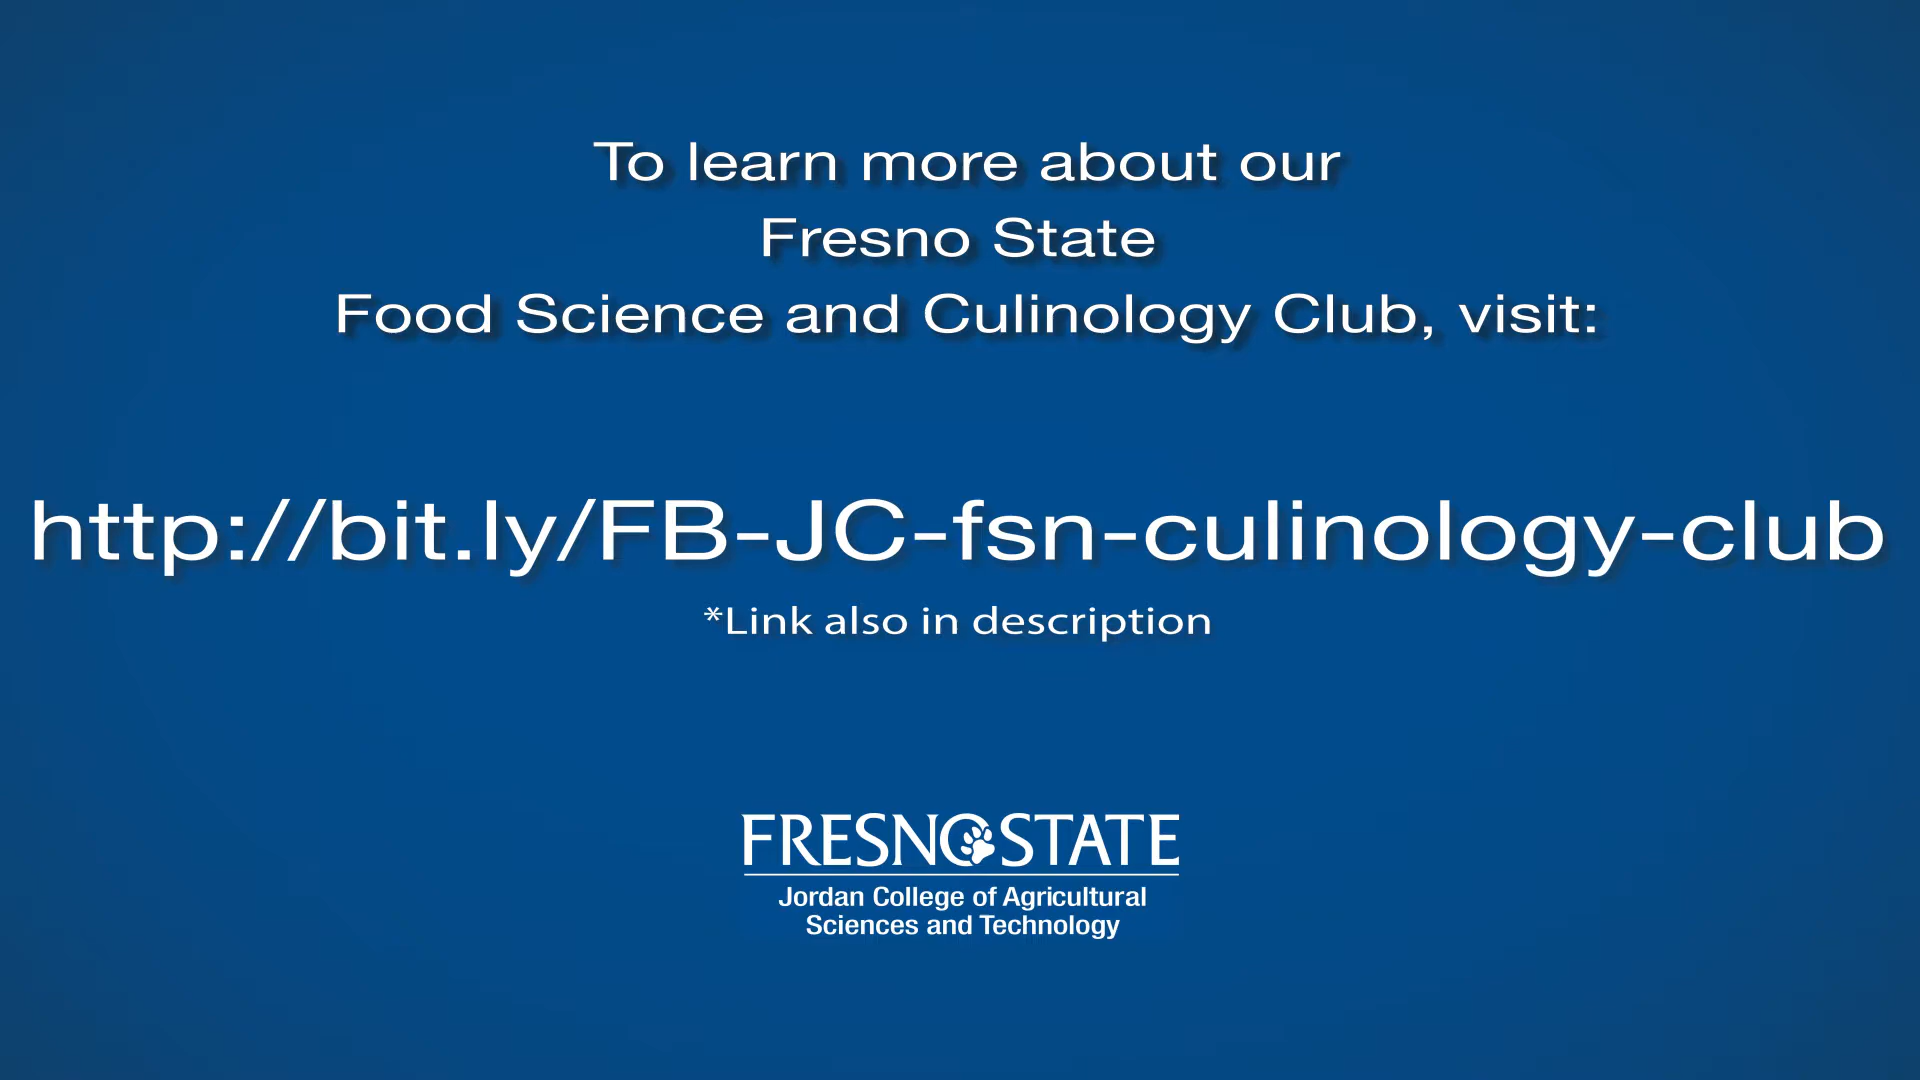 To learn more about our
Fresno State
Food Science and Culinology Club, visit:
http://bit.ly/FB-JC-fsn-culinology-club
*Link also in description
FRESNO STATE
Jordan College of Agricultural
Sciences and Technology